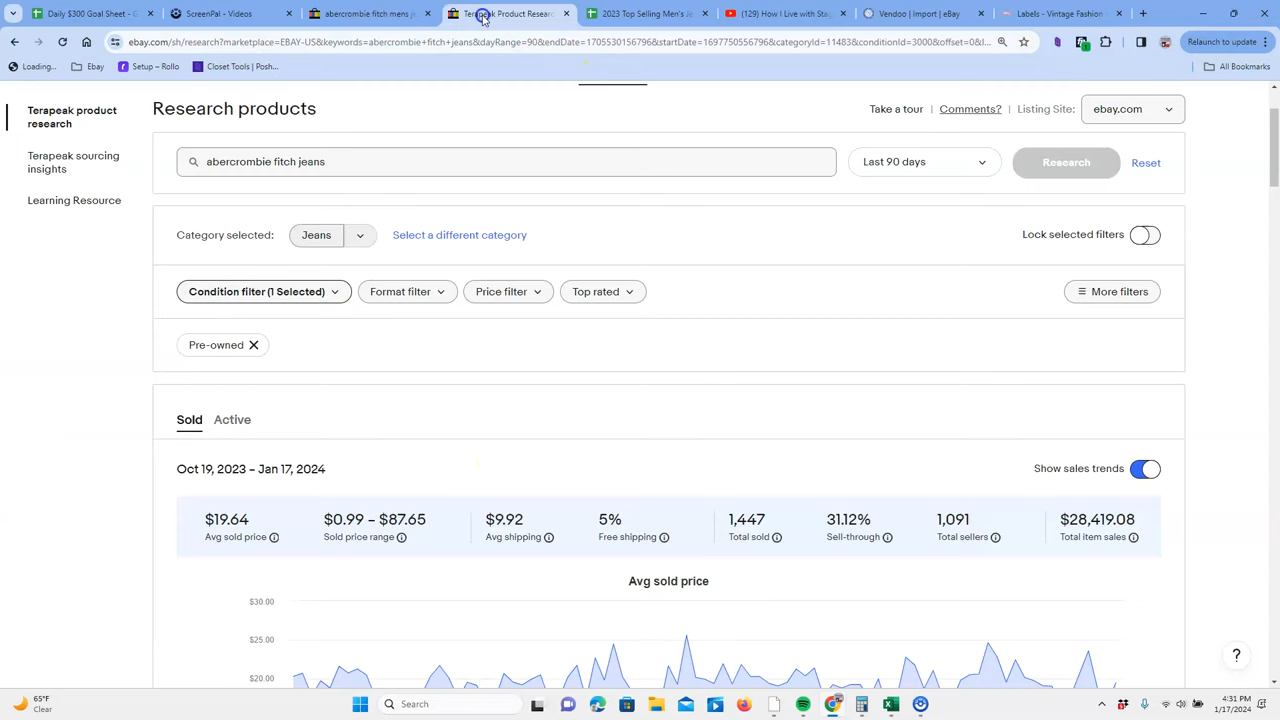 Daily $300 Goal Sheet - G
Screenpal - Videos
abercrombie fitch mens je
Terapeak Product Researc
2023 Top Selling Men's Je
(129) How I Live with Stag
Vendoo | Import | eBay
Labels - Vintage Fashion
ebay.com/sh/research?marketplace=EBAY-US&keywords=abercrombie+fitch+jeans&dayRange=90&endDate=1705530156796&startDate=1697750556796&categoryId=11483&conditionId=3000&offset=0&l...
Relaunch to update
Loading...
Ebay
Setup – Rollo
Closet Tools | Posh...
All Bookmarks
Terapeak product
research
Research products
Take a tour | Comments? | Listing Site: ebay.com
Terapeak sourcing
insights
Learning Resource
abercrombie fitch jeans
Last 90 days
Research
Reset
Category selected: Jeans Select a different category
Lock selected filters
Condition filter (1 Selected) Format filter Price filter Top rated
More filters
Pre-owned
Sold Active
Oct 19, 2023 – Jan 17, 2024
Show sales trends
$19.64 $0.99 – $87.65 $9.92 5% 1,447 31.12% 1,091 $28,419.08
Avg sold price Sold price range Avg shipping Free shipping Total sold Sell-through Total sellers Total item sales
Avg sold price
$30.00
$25.00
$20.00
?
65°F
Clear
Search
4:31 PM
1/17/2024